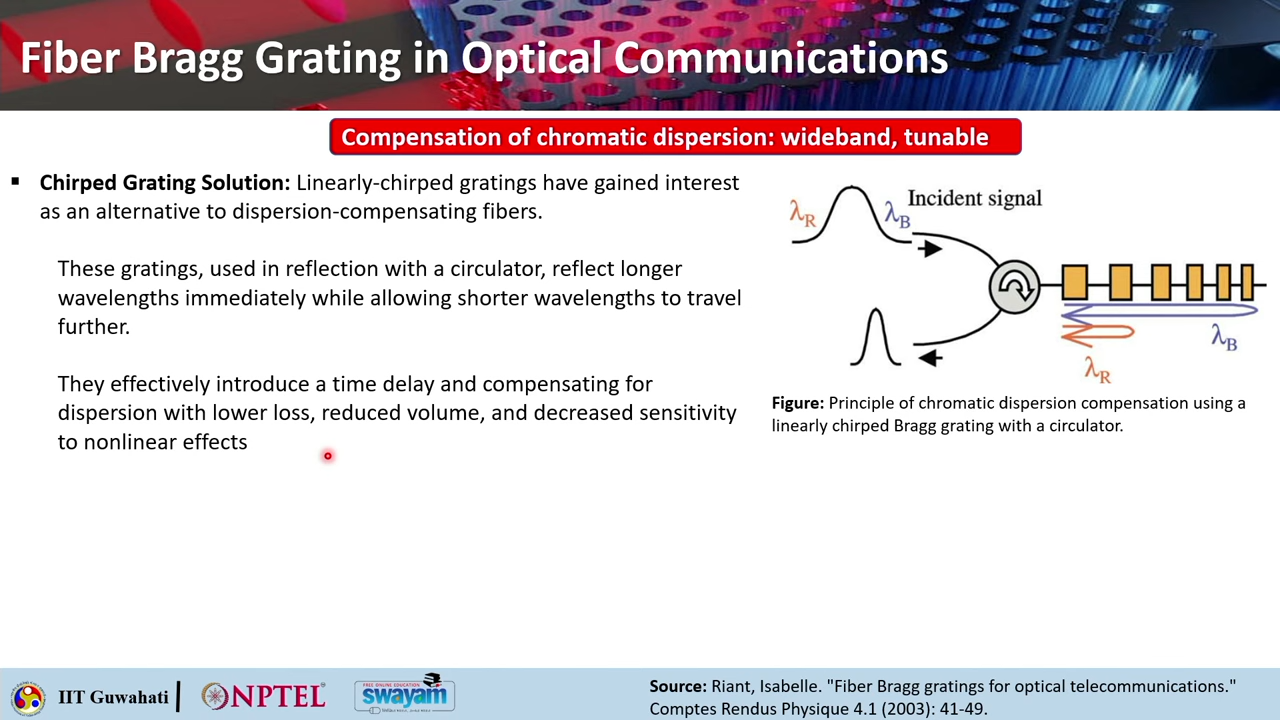 Fiber Bragg Grating in Optical Communications
Compensation of chromatic dispersion: wideband, tunable
▪ Chirped Grating Solution: Linearly-chirped gratings have gained interest
as an alternative to dispersion-compensating fibers.
These gratings, used in reflection with a circulator, reflect longer
wavelengths immediately while allowing shorter wavelengths to travel
further.
They effectively introduce a time delay and compensating for
dispersion with lower loss, reduced volume, and decreased sensitivity
to nonlinear effects
λR
λB
Incident signal
λB
λR
Figure: Principle of chromatic dispersion compensation using a
linearly chirped Bragg grating with a circulator.
IIT Guwahati
NPTEL
FREE ONLINE EDUCATION
swayam
Source: Riant, Isabelle. "Fiber Bragg gratings for optical telecommunications."
Comptes Rendus Physique 4.1 (2003): 41-49.